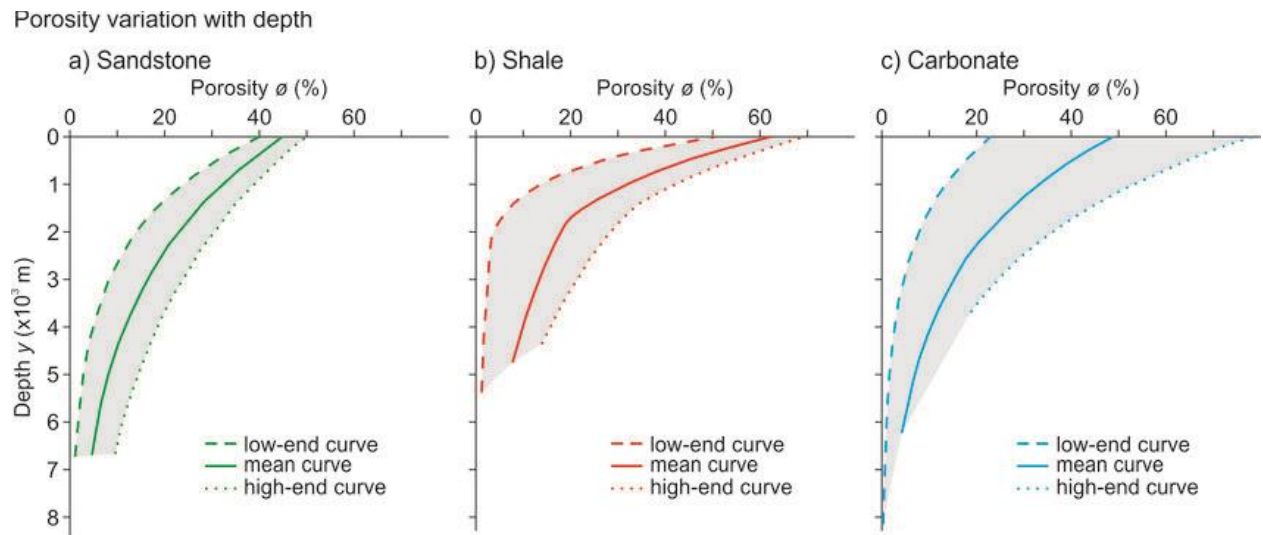 Porosity variation with depth
a) Sandstone
Porosity ø (%)
0 20 40 60
0
1
2
3
4
5
6
7
8
Depth y (x10³ m)
low-end curve
mean curve
high-end curve
b) Shale
Porosity ø (%)
0 20 40 60
low-end curve
mean curve
high-end curve
c) Carbonate
Porosity ø (%)
0 20 40 60
low-end curve
mean curve
high-end curve